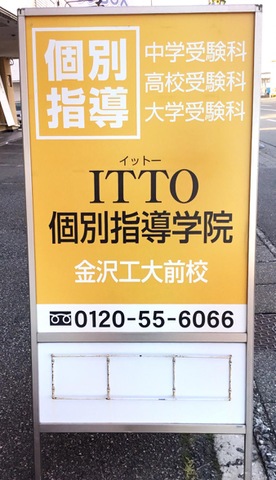 個別
指導
中学受験科
高校受験科
大学受験科
イットー
ITTO
個別指導学院
金沢工大前校
0120-55-6066